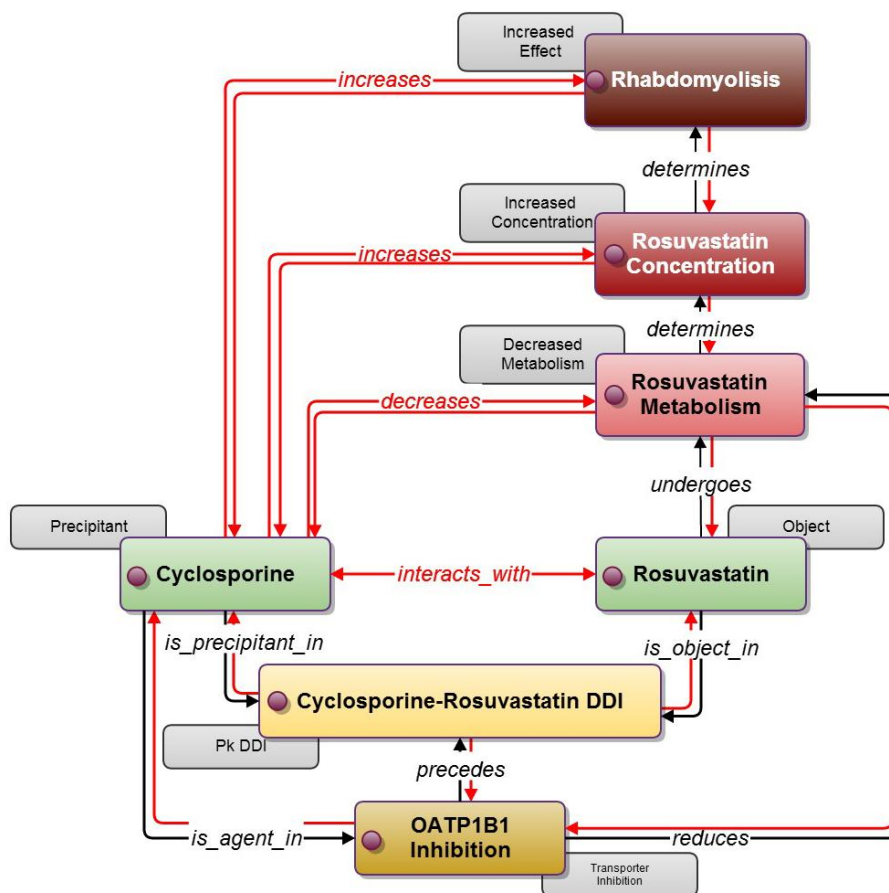 Increased
Effect
Rhabdomyolisis
increases
determines
Increased
Concentration
Rosuvastatin
Concentration
increases
determines
Decreased
Metabolism
Rosuvastatin
Metabolism
decreases
undergoes
Precipitant
Object
Cyclosporine
interacts_with
Rosuvastatin
is_precipitant_in
is_object_in
Cyclosporine-Rosuvastatin DDI
Pk DDI
precedes
OATP1B1
Inhibition
is_agent_in
reduces
Transporter
Inhibition